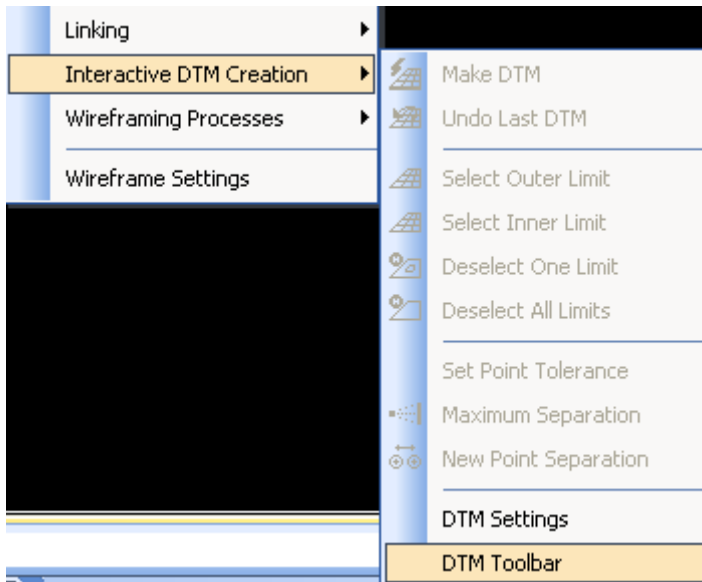 Linking
Interactive DTM Creation
Wireframing Processes
Wireframe Settings
Make DTM
Undo Last DTM
Select Outer Limit
Select Inner Limit
Deselect One Limit
Deselect All Limits
Set Point Tolerance
Maximum Separation
New Point Separation
DTM Settings
DTM Toolbar